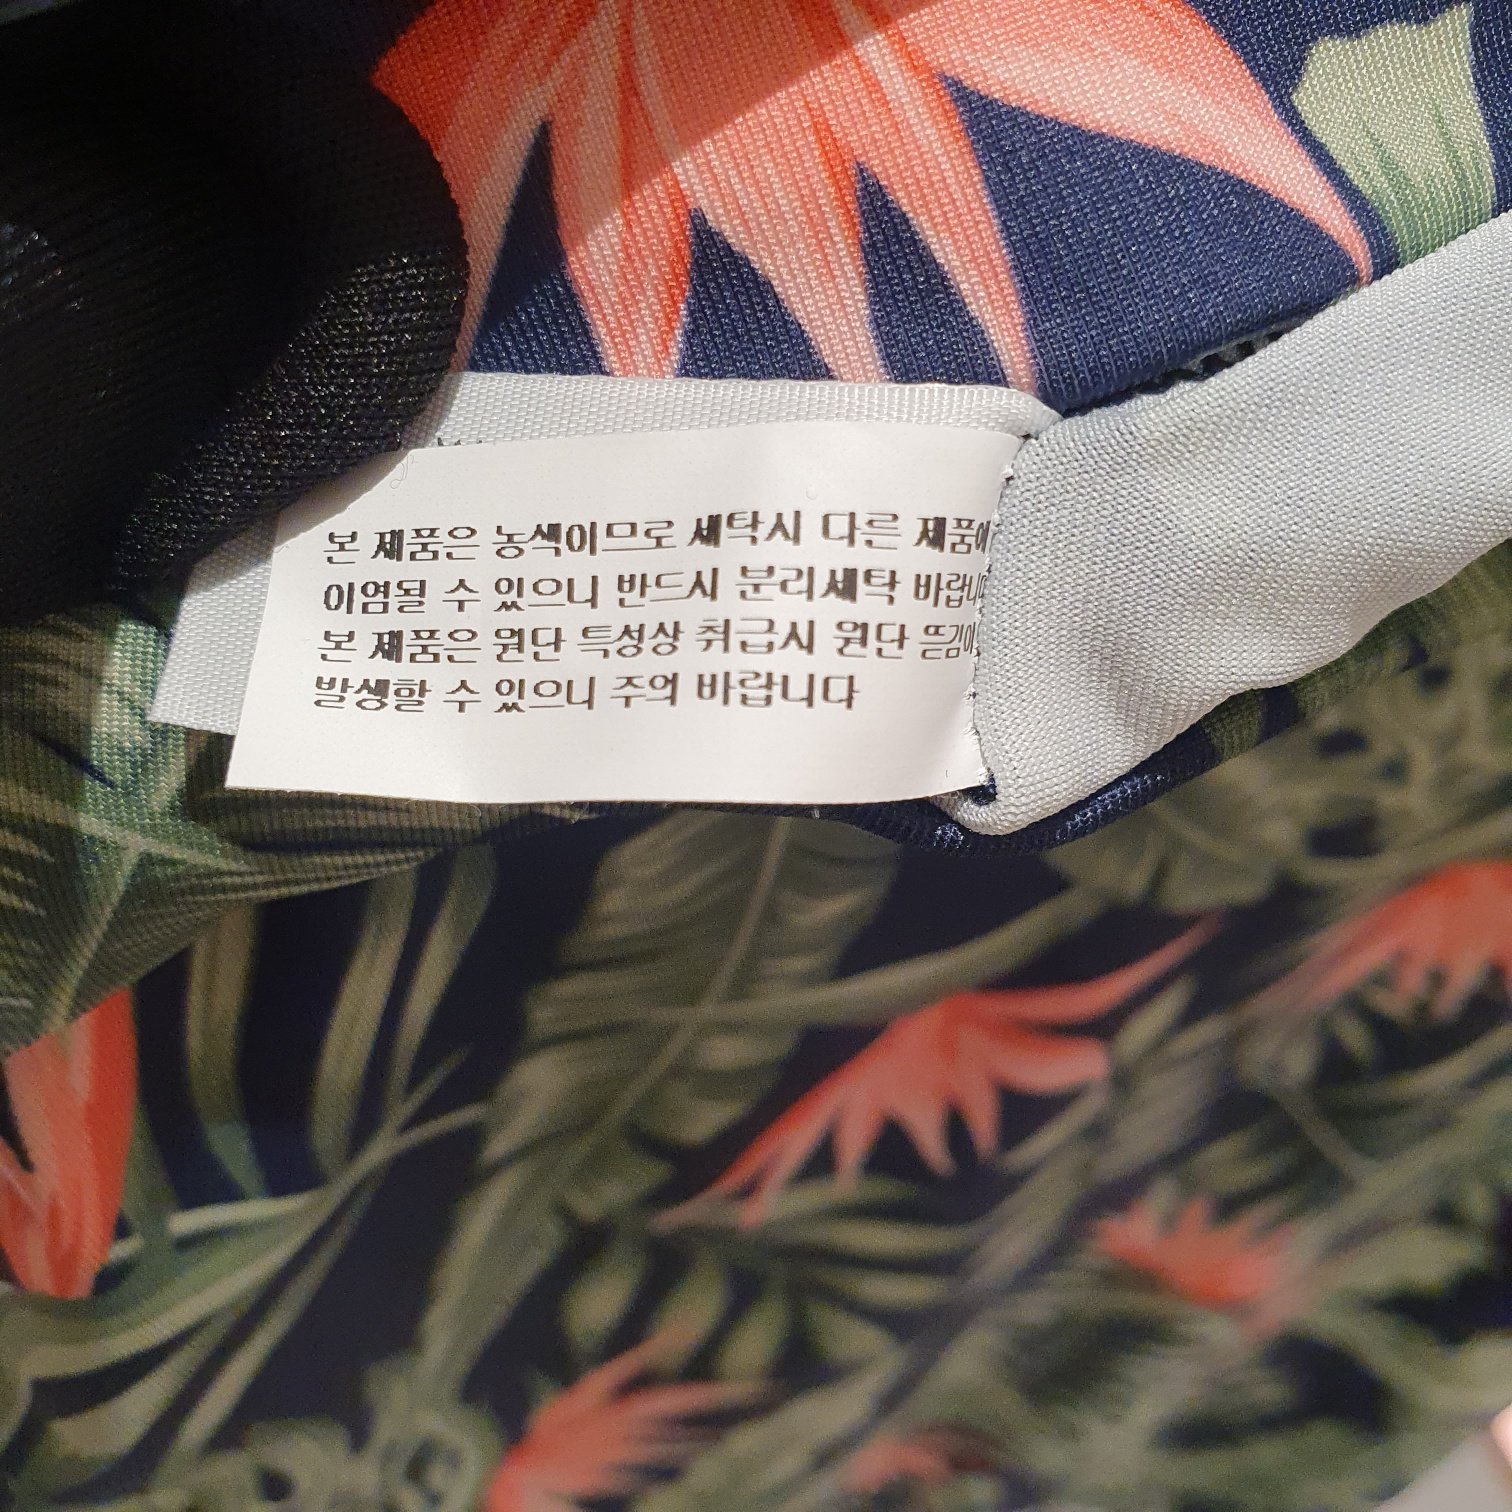 본 제품은 농색이므로 세탁시 다른 제품에
이염될 수 있으니 반드시 분리세탁 바랍니다
본 제품은 원단 특성상 취급시 원단 뜯김이
발생할 수 있으니 주의 바랍니다